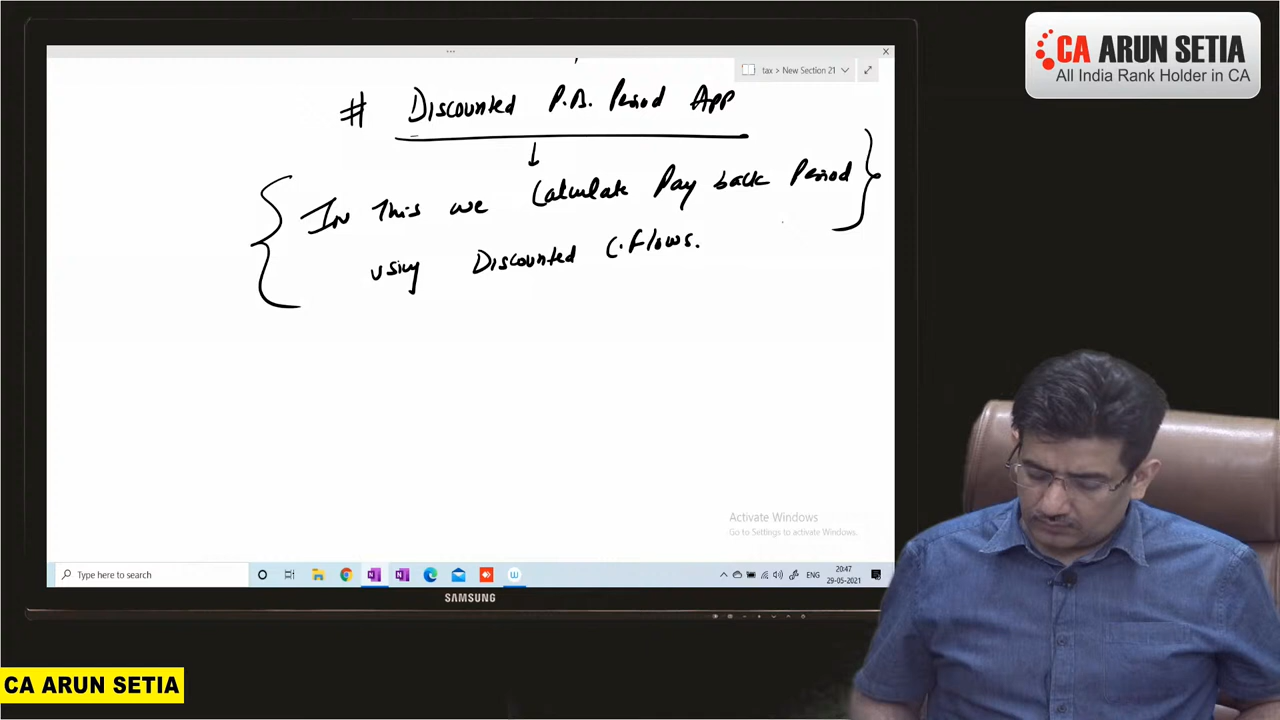 CA ARUN SETIA
All India Rank Holder in CA
tax > New Section 21
# Discounted P.B. Period App
In This we Calculate Pay back Period
using Discounted C.Flows.
Activate Windows
Go to Settings to activate Windows.
Type here to search
ENG
20:47
29-05-2021
SAMSUNG
CA ARUN SETIA